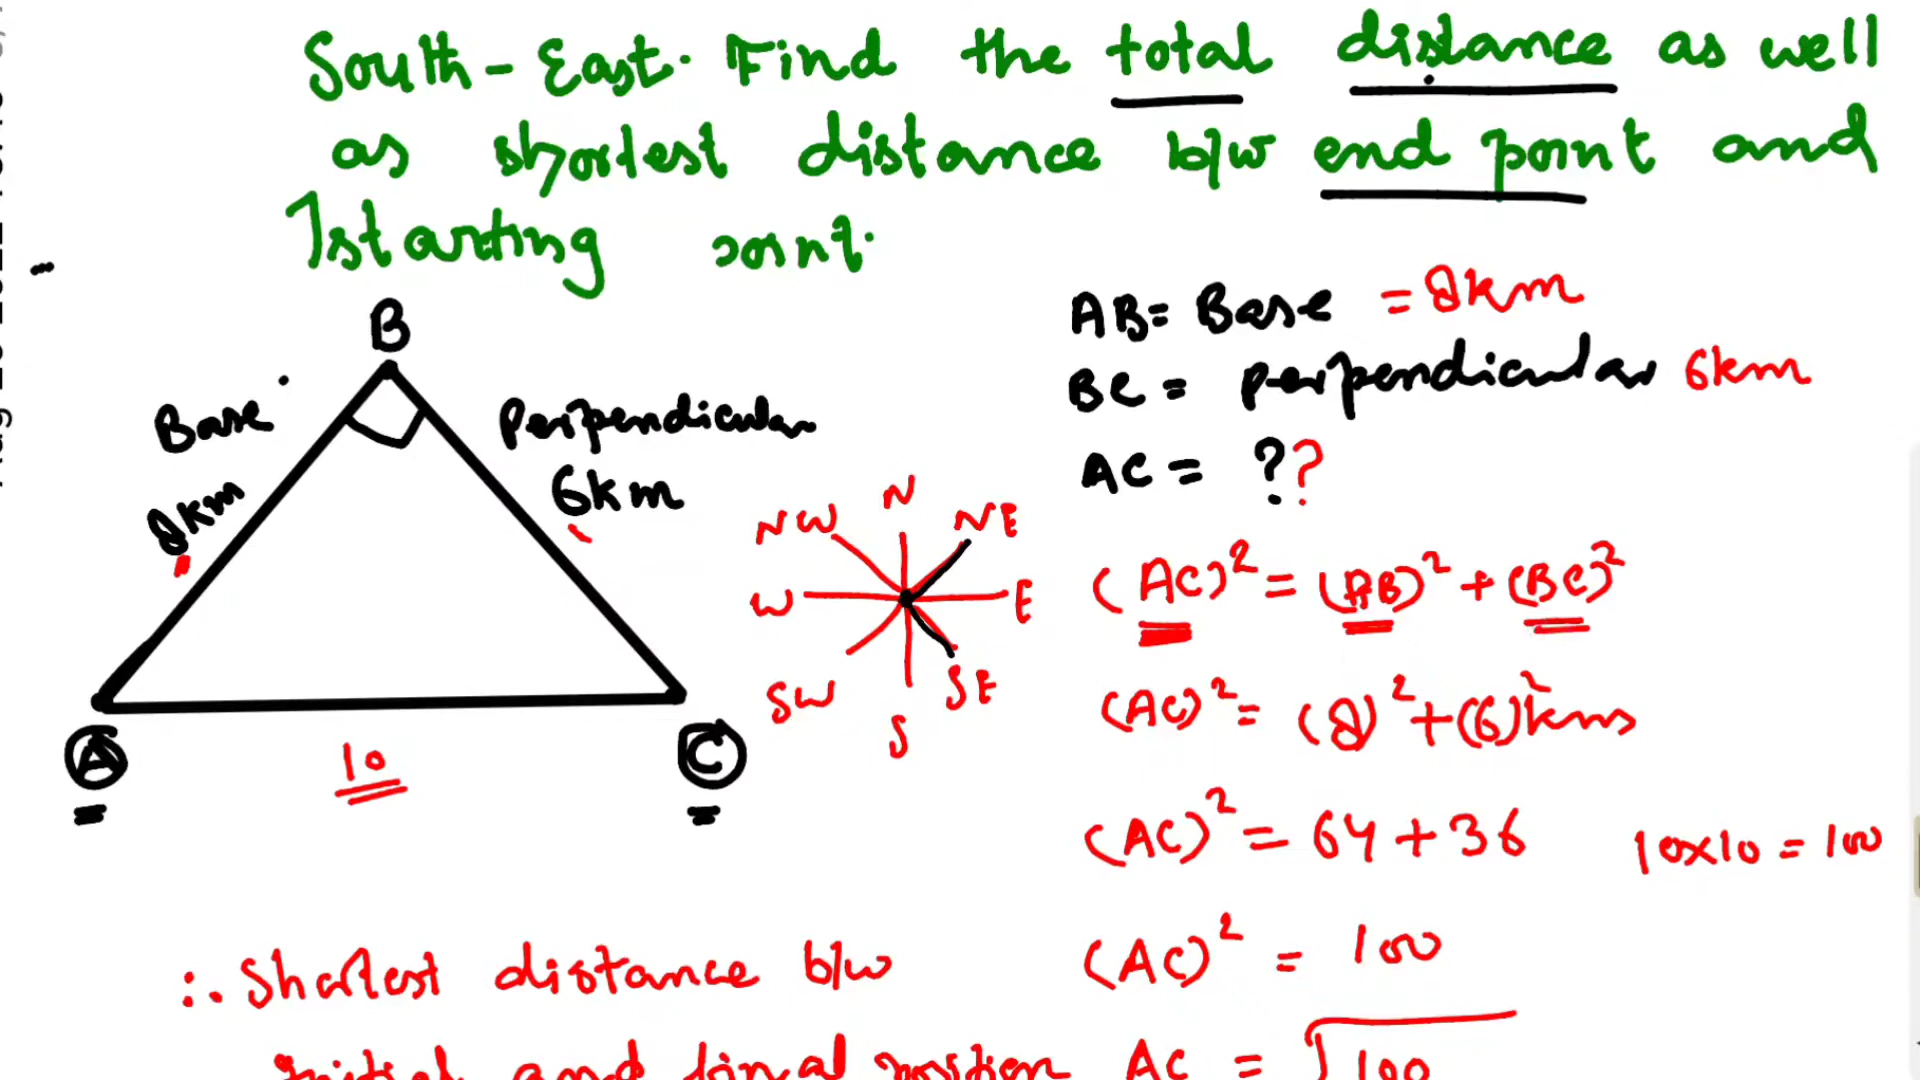 South-East. Find the total distance as well
as shortest distance b/w end point and
starting
AB = Base = 8km
BC = perpendicular 6km
AC = ??
B
Base
8km
Perpendicular
6km
A
C
10
N
NE
E
SE
S
SW
W
NW
(AC)² = (AB)² + (BC)²
(AC)² = (8)² + (6)² kms
(AC)² = 64 + 36
10x10 = 100
(AC)² = 100
∴ Shortest distance b/w
initial and final position
AC = √100